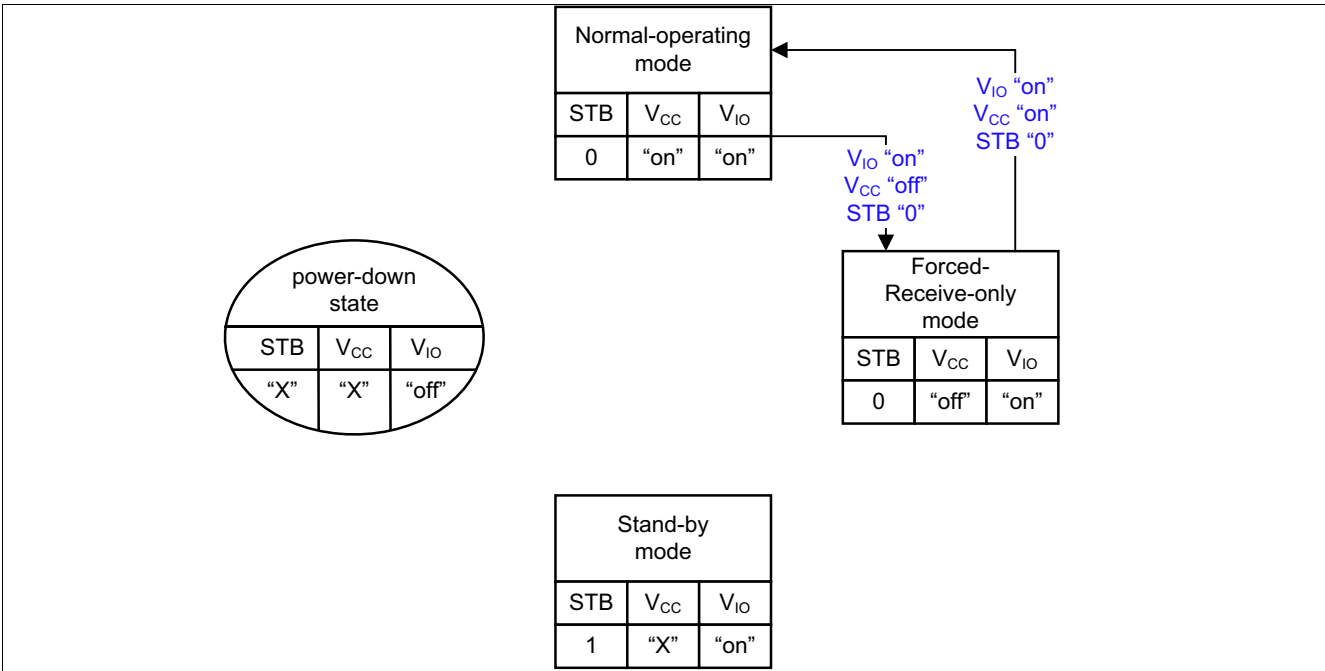 Normal-operating
mode
STB VCC VIO
0 “on” “on”
VIO “on”
VCC “on”
STB “0”
VIO “on”
VCC “off”
STB “0”
power-down
state
STB VCC VIO
“X” “X” “off”
Forced-
Receive-only
mode
STB VCC VIO
0 “off” “on”
Stand-by
mode
STB VCC VIO
1 “X” “on”